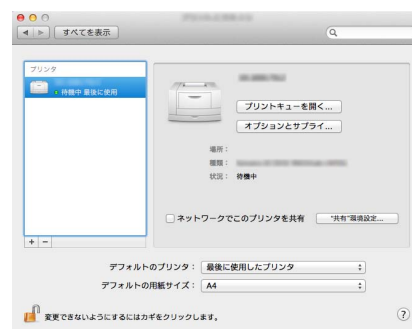 すべてを表示
プリンタ
待機中 最後に使用
プリントキューを開く...
オプションとサプライ...
場所：
種類：
状況： 待機中
ネットワークでこのプリンタを共有
"共有"環境設定...
+ −
デフォルトのプリンタ： 最後に使用したプリンタ
デフォルトの用紙サイズ： A4
変更できないようにするにはカギをクリックします。
?